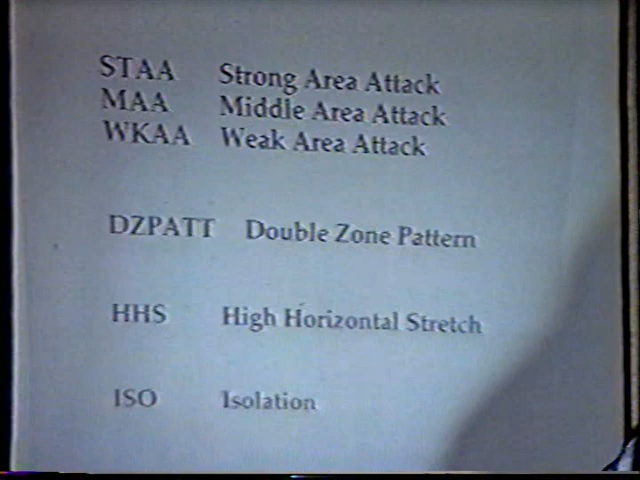 STAA Strong Area Attack
MAA Middle Area Attack
WKAA Weak Area Attack
DZPATT Double Zone Pattern
HHS High Horizontal Stretch
ISO Isolation